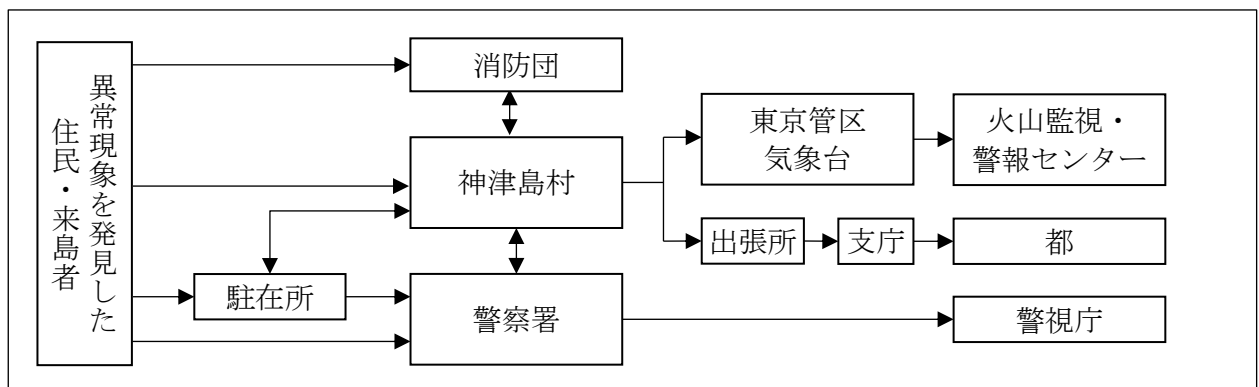 異常現象を発見した
住民・来島者
消防団
神津島村
駐在所
警察署
東京管区
気象台
火山監視・
警報センター
出張所
支庁
都
警視庁